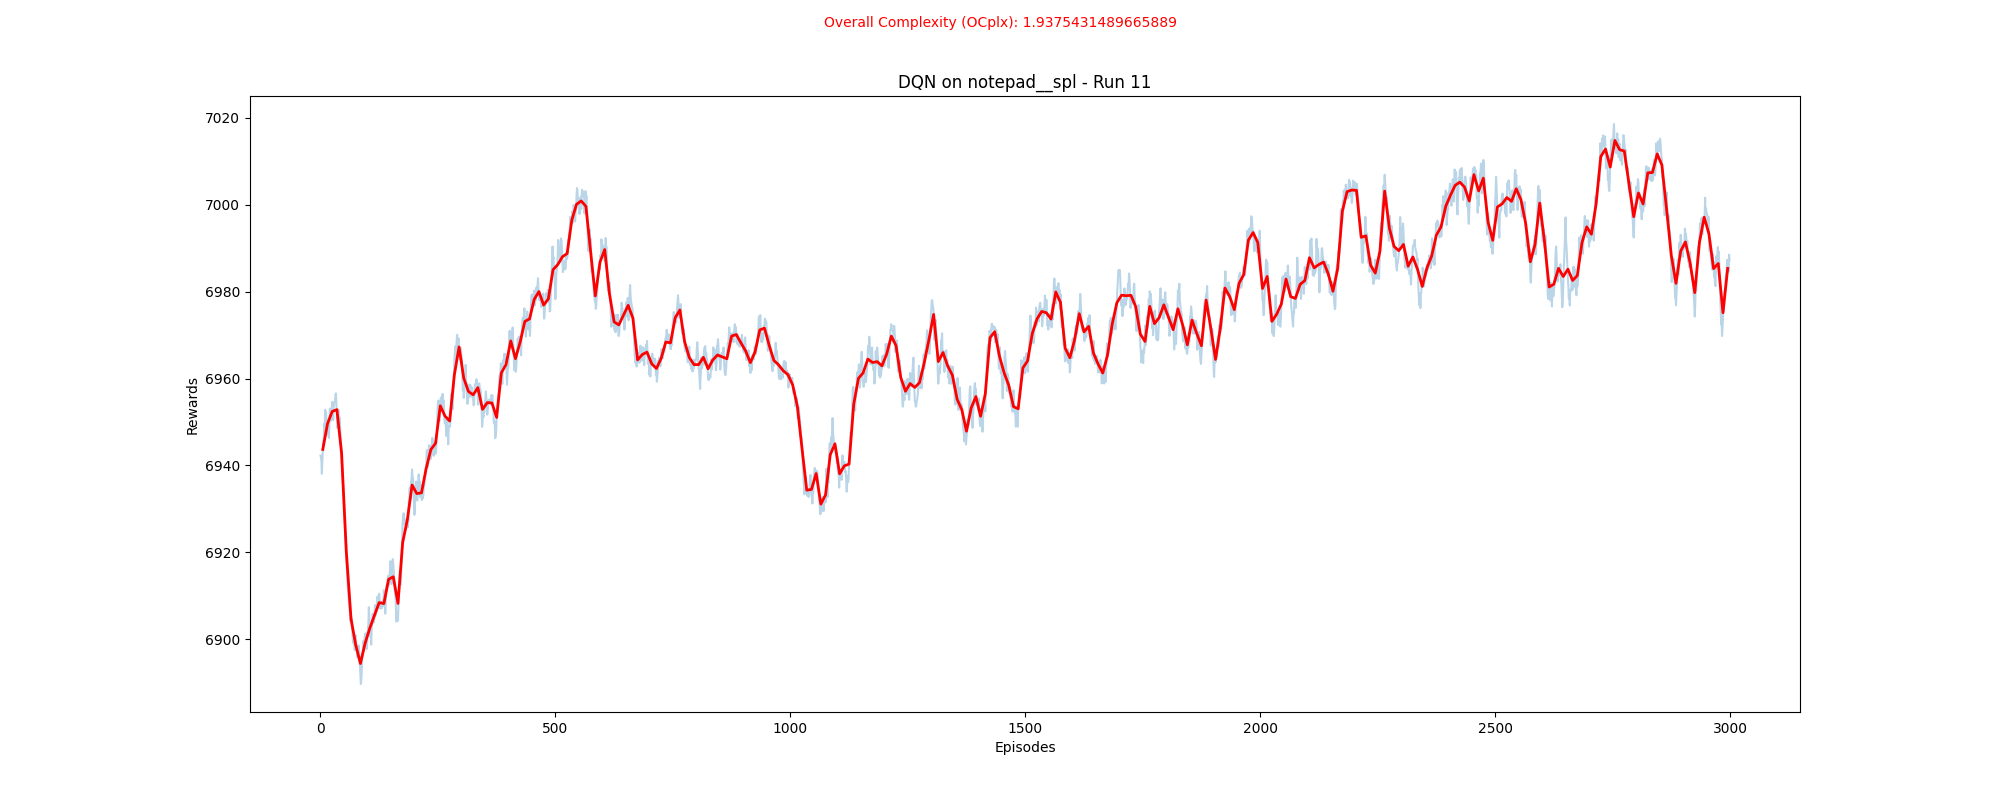 Overall Complexity (OCplx): 1.9375431489665889
DQN on notepad__spl - Run 11
7020
7000
6980
6960
6940
6920
6900
Rewards
0 500 1000 1500 2000 2500 3000
Episodes